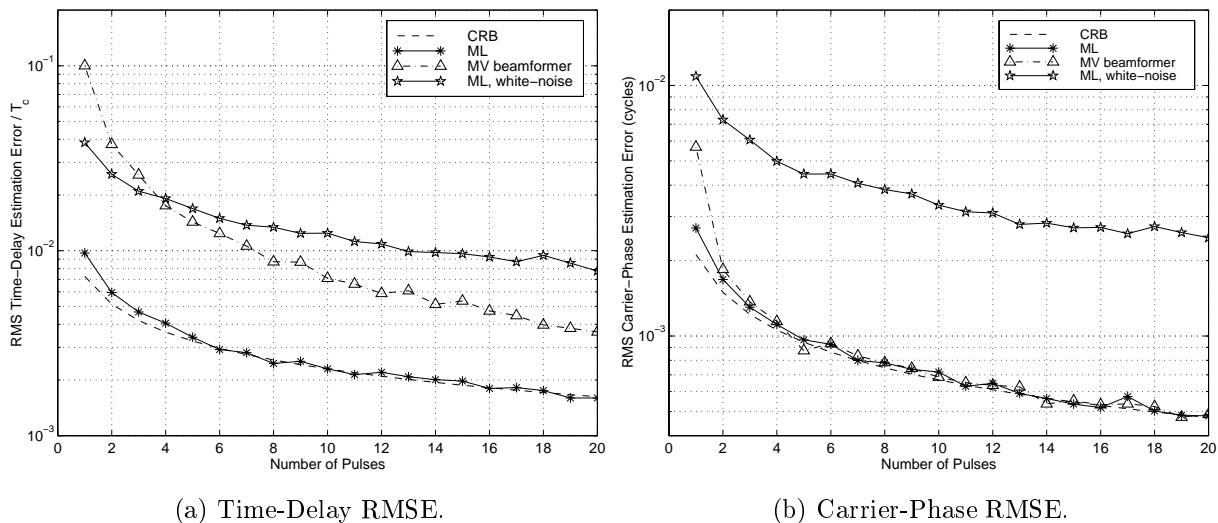 CRB
ML
MV beamformer
ML, white−noise
RMS Time−Delay Estimation Error / T_c
10^−1
10^−2
10^−3
0 2 4 6 8 10 12 14 16 18 20
Number of Pulses
(a) Time-Delay RMSE.
CRB
ML
MV beamformer
ML, white−noise
RMS Carrier−Phase Estimation Error (cycles)
10^−2
10^−3
0 2 4 6 8 10 12 14 16 18 20
Number of Pulses
(b) Carrier-Phase RMSE.